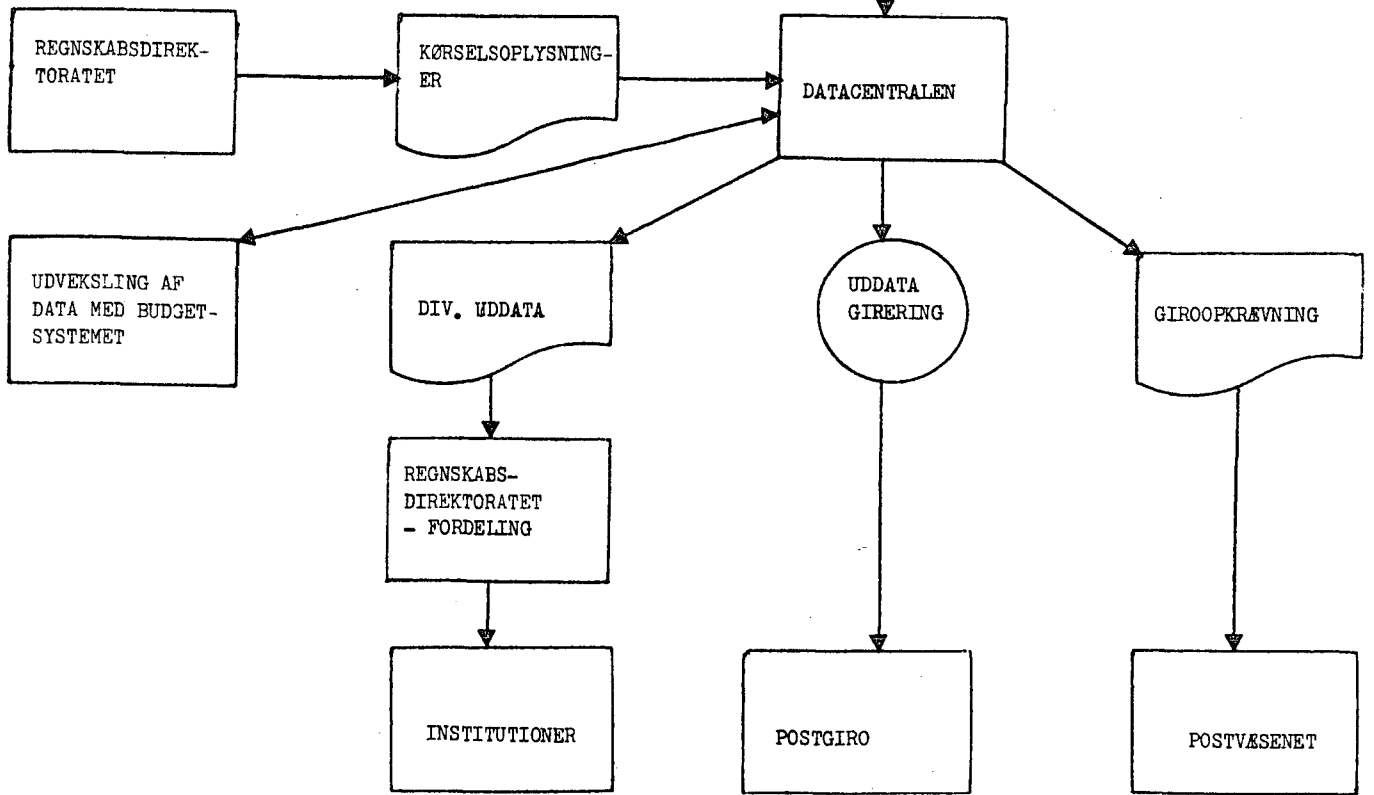 REGNSKABSDIREK-
TORATET
KØRSELSOPLYSNING-
ER
DATACENTRALEN
UDVEKSLING AF
DATA MED BUDGET-
SYSTEMET
DIV. UDDATA
UDDATA
GIRERING
GIROOPKRÆVNING
REGNSKABS-
DIREKTORATET
- FORDELING
INSTITUTIONER
POSTGIRO
POSTVÆSENET